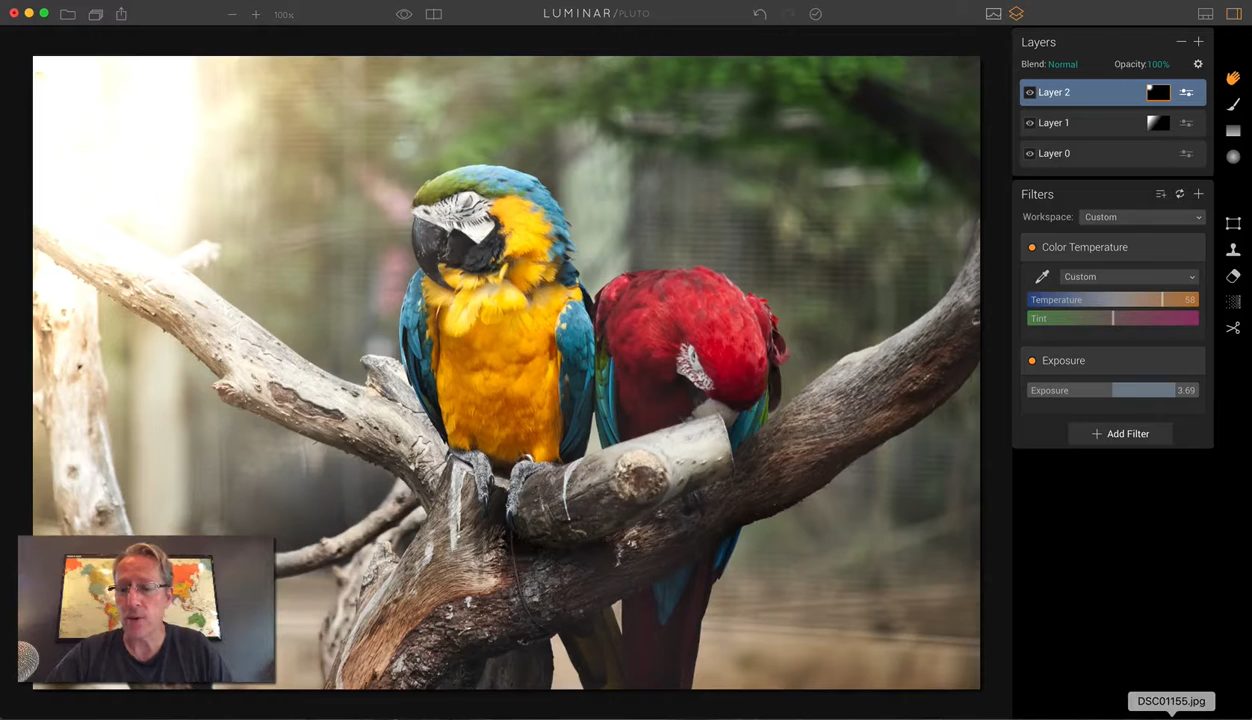 100%
LUMINAR/PLUTO
Layers
Blend: Normal
Opacity: 100%
Layer 2
Layer 1
Layer 0
Filters
Workspace: Custom
Color Temperature
Custom
Temperature 58
Tint
Exposure
Exposure 3.69
+ Add Filter
DSC01155.jpg